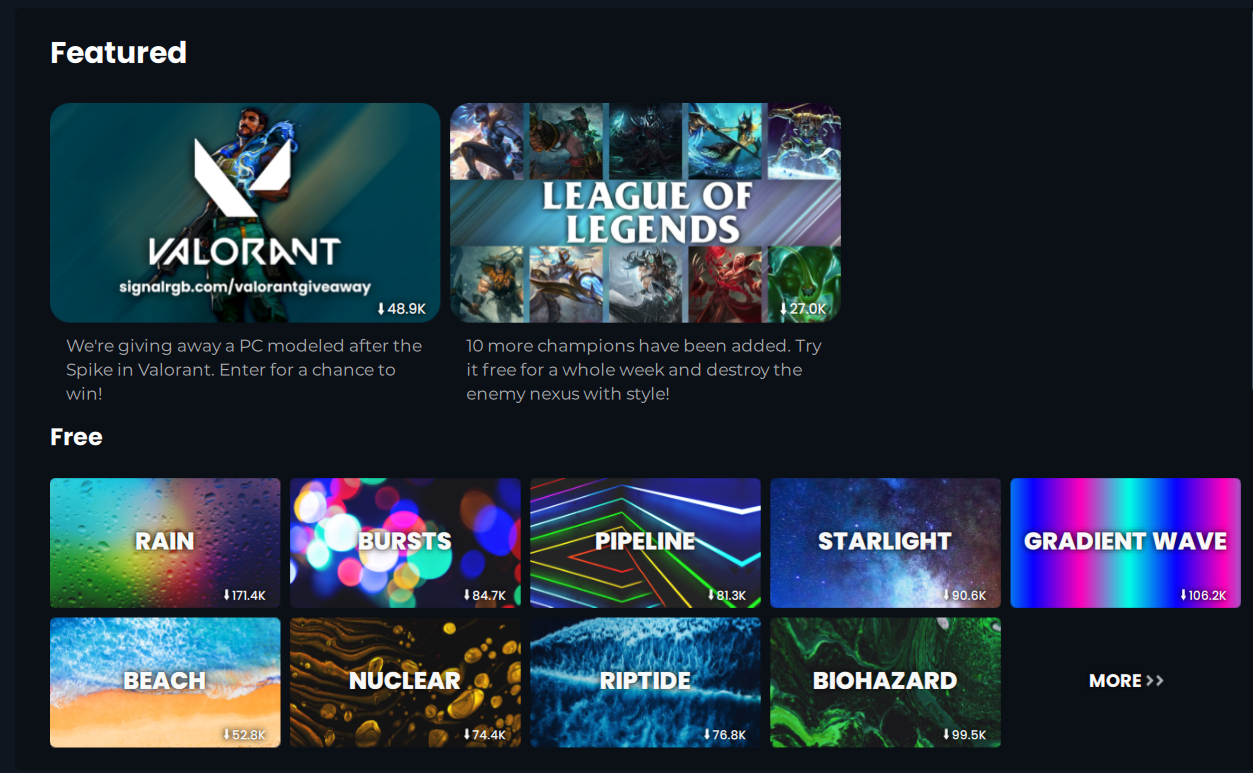 Featured
VALORANT
signalrgb.com/valorantgiveaway
48.9K
LEAGUE OF
LEGENDS
27.0K
We're giving away a PC modeled after the
Spike in Valorant. Enter for a chance to
win!
10 more champions have been added. Try
it free for a whole week and destroy the
enemy nexus with style!
Free
RAIN
171.4K
BURSTS
84.7K
PIPELINE
81.3K
STARLIGHT
90.6K
GRADIENT WAVE
106.2K
BEACH
52.8K
NUCLEAR
74.4K
RIPTIDE
76.8K
BIOHAZARD
99.5K
MORE >>